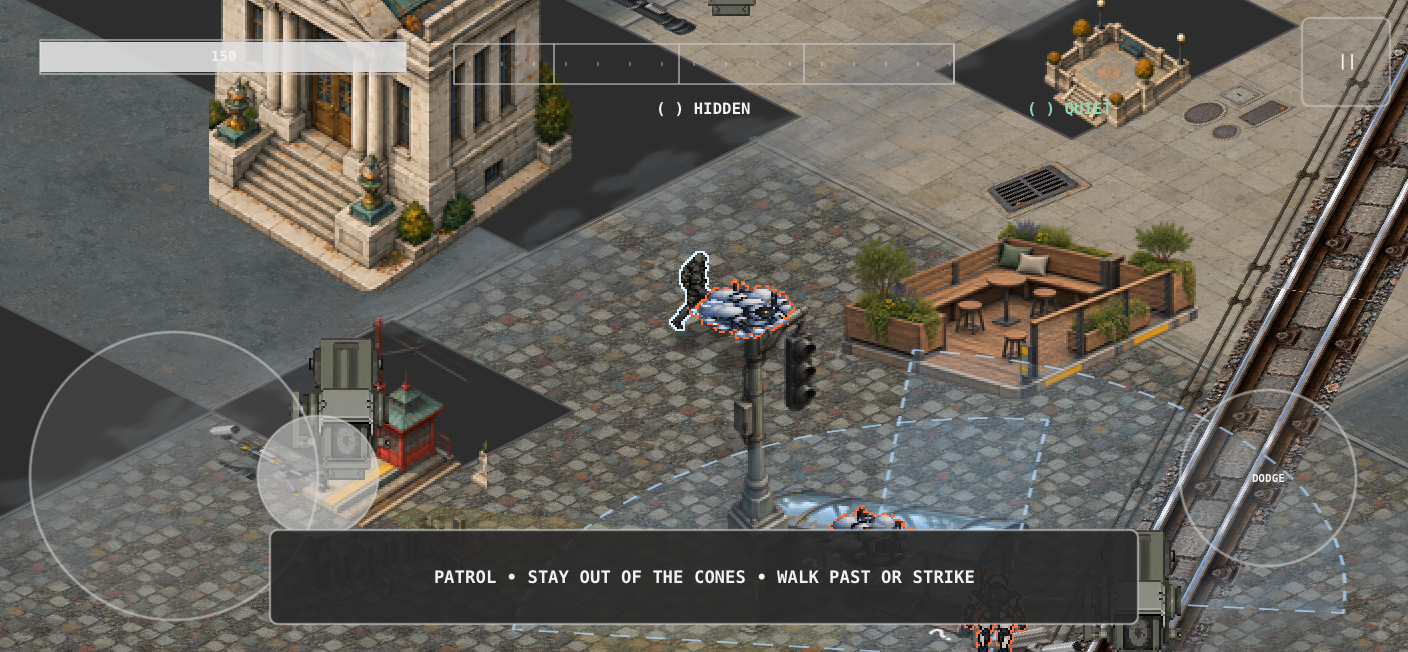 150
( ) HIDDEN
( ) QUIET
||
DODGE
PATROL • STAY OUT OF THE CONES • WALK PAST OR STRIKE